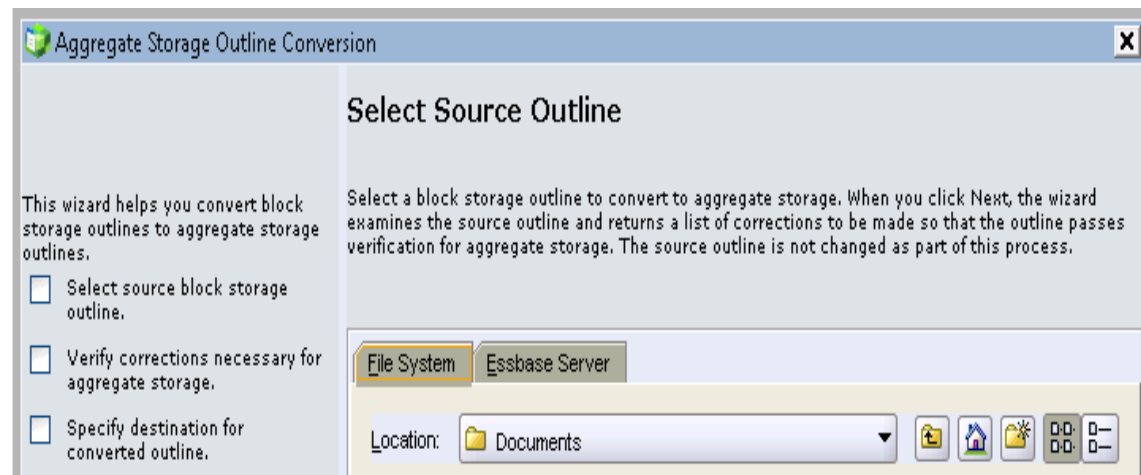 Aggregate Storage Outline Conversion
Select Source Outline
This wizard helps you convert block
storage outlines to aggregate storage
outlines.
Select source block storage
outline.
Verify corrections necessary for
aggregate storage.
Specify destination for
converted outline.
Select a block storage outline to convert to aggregate storage. When you click Next, the wizard
examines the source outline and returns a list of corrections to be made so that the outline passes
verification for aggregate storage. The source outline is not changed as part of this process.
File System
Essbase Server
Location:
Documents